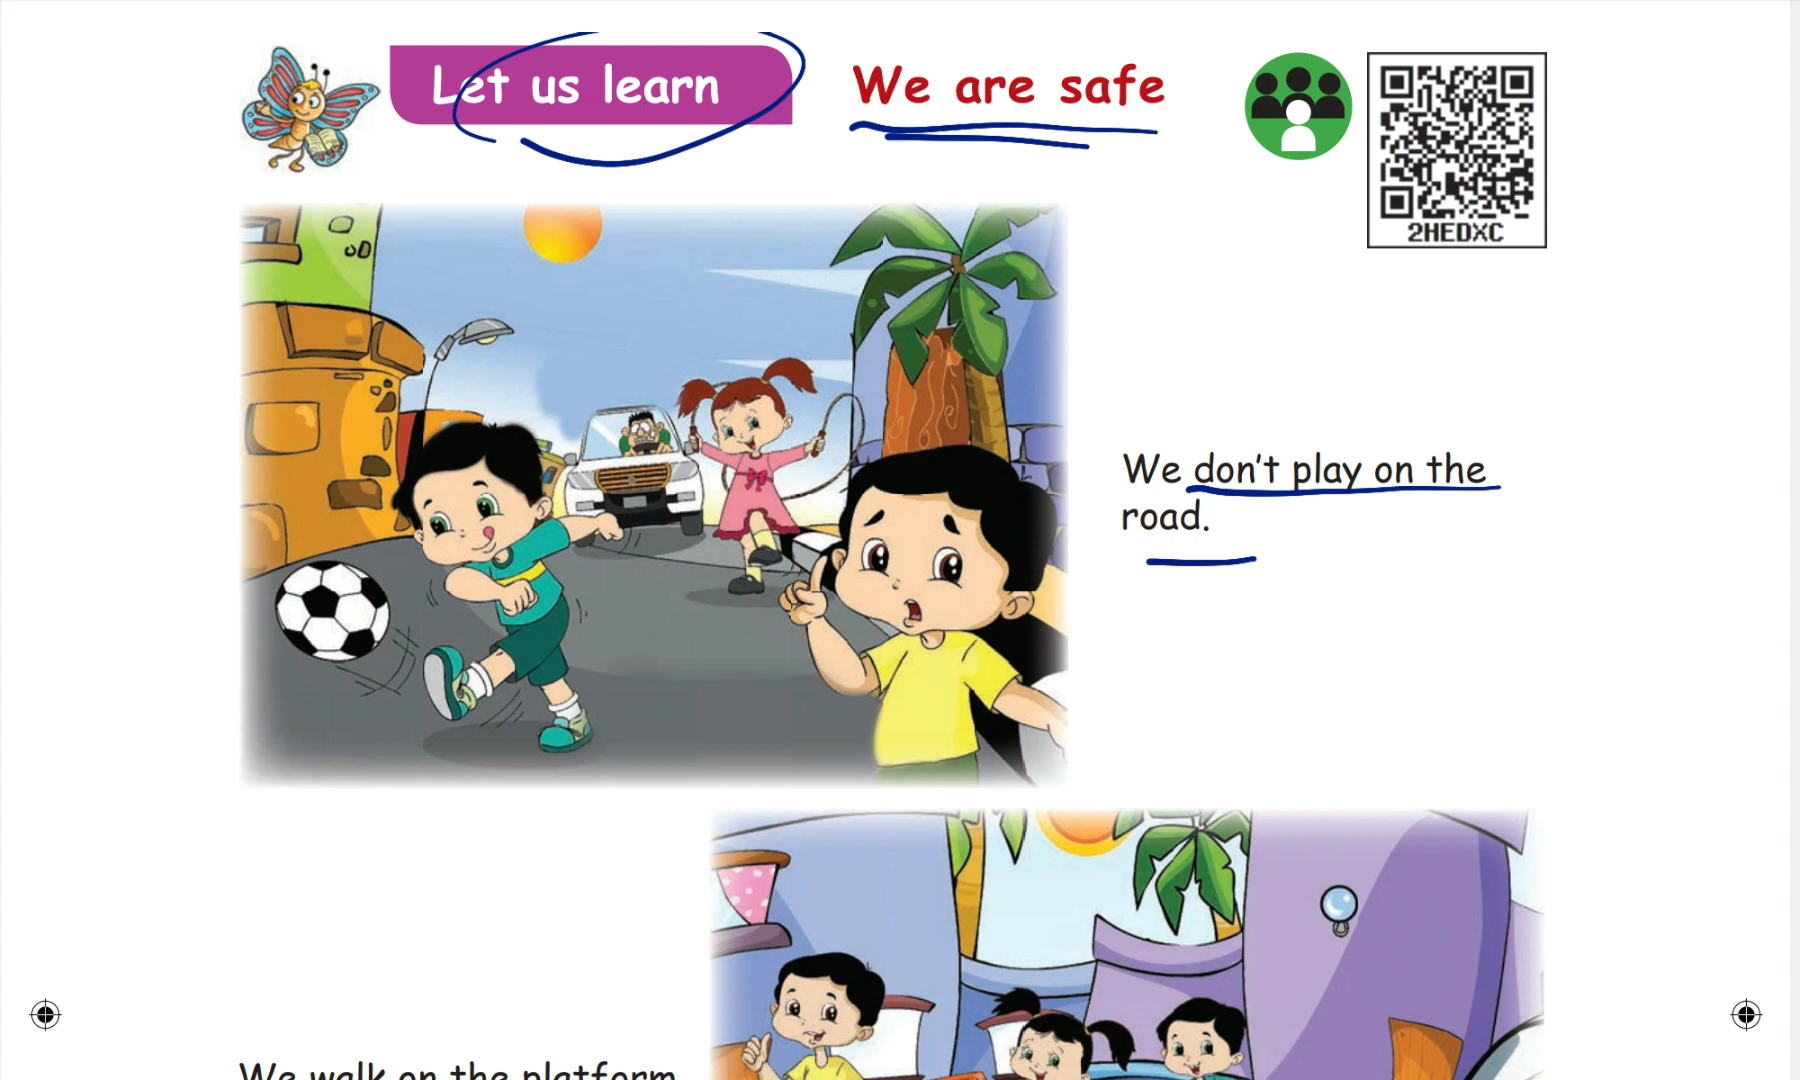 Let us learn
We are safe
2HEDXC
We don't play on the
road.
We walk on the platform